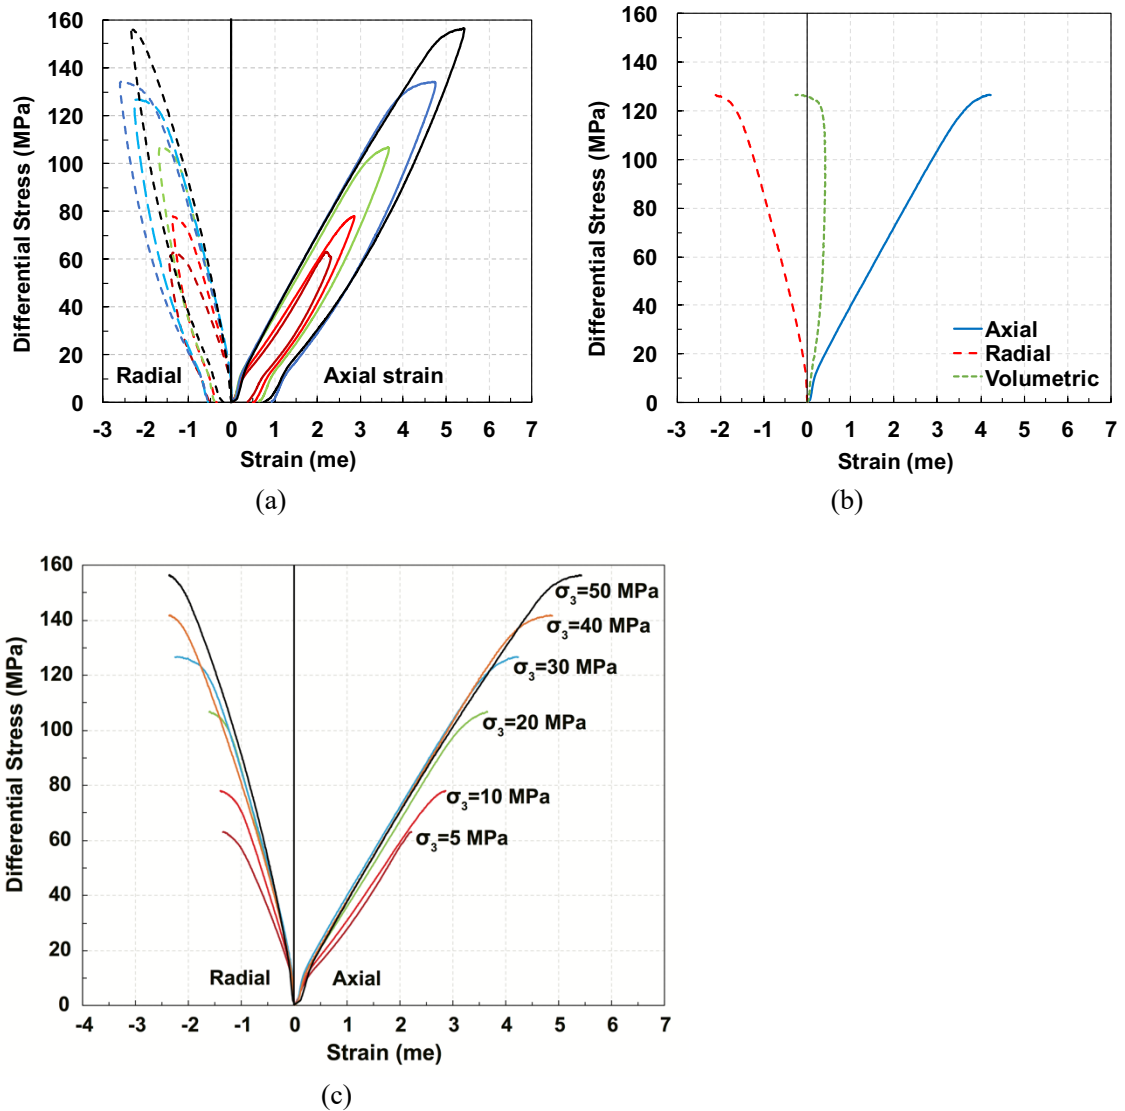 160
140
120
100
80
60
40
20
0
Differential Stress (MPa)
Radial
Axial strain
-3 -2 -1 0 1 2 3 4 5 6 7
Strain (me)
(a)
160
140
120
100
80
60
40
20
0
Differential Stress (MPa)
Axial
Radial
Volumetric
-3 -2 -1 0 1 2 3 4 5 6 7
Strain (me)
(b)
160
140
120
100
80
60
40
20
0
Differential Stress (MPa)
σ3=50 MPa
σ3=40 MPa
σ3=30 MPa
σ3=20 MPa
σ3=10 MPa
σ3=5 MPa
Radial
Axial
-4 -3 -2 -1 0 1 2 3 4 5 6 7
Strain (me)
(c)